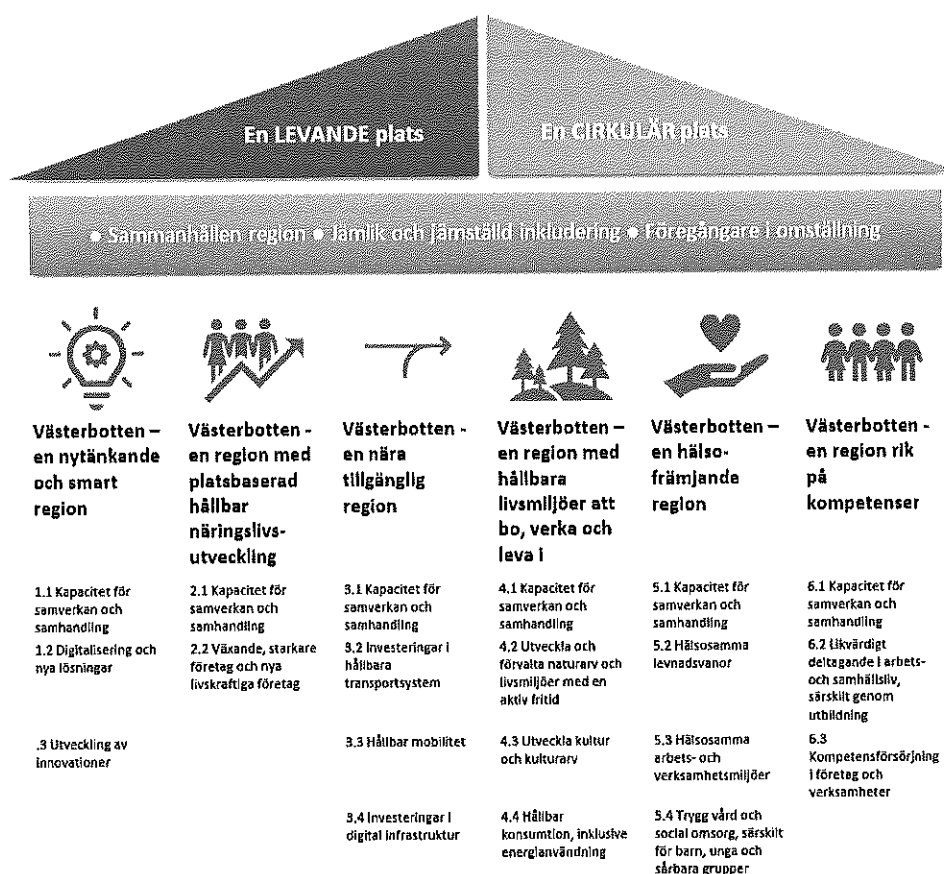 En LEVANDE plats
En CIRKULÄR plats
● Sammanhållen region ● Jämlik och jämställd inkludering ● Föregångare i omställning
Västerbotten –
en nytänkande
och smart
region
Västerbotten -
en region med
platsbaserad
hållbar
näringslivs-
utveckling
Västerbotten -
en nära
tillgänglig
region
Västerbotten –
en region med
hållbara
livsmiljöer att
bo, verka och
leva i
Västerbotten –
en hälso-
främjande
region
Västerbotten -
en region rik
på
kompetenser
1.1 Kapacitet för
samverkan och
samhandling
1.2 Digitalisering och
nya lösningar
.3 Utveckling av
innovationer
2.1 Kapacitet för
samverkan och
samhandling
2.2 Växande, starkare
företag och nya
livskraftiga företag
3.1 Kapacitet för
samverkan och
samhandling
3.2 Investeringar i
hållbara
transportsystem
3.3 Hållbar mobilitet
3.4 Investeringar i
digital infrastruktur
4.1 Kapacitet för
samverkan och
samhandling
4.2 Utveckla och
förvalta naturarv och
livsmiljöer med en
aktiv fritid
4.3 Utveckla kultur
och kulturarv
4.4 Hållbar
konsumtion, inklusive
energianvändning
5.1 Kapacitet för
samverkan och
samhandling
5.2 Hälsosamma
levnadsvanor
5.3 Hälsosamma
arbets- och
verksamhetsmiljöer
5.4 Trygg vård och
social omsorg, särskilt
för barn, unga och
sårbara grupper
6.1 Kapacitet för
samverkan och
samhandling
6.2 Likvärdigt
deltagande i arbets-
och samhällsliv,
särskilt genom
utbildning
6.3
Kompetensförsörjning
i företag och
verksamheter